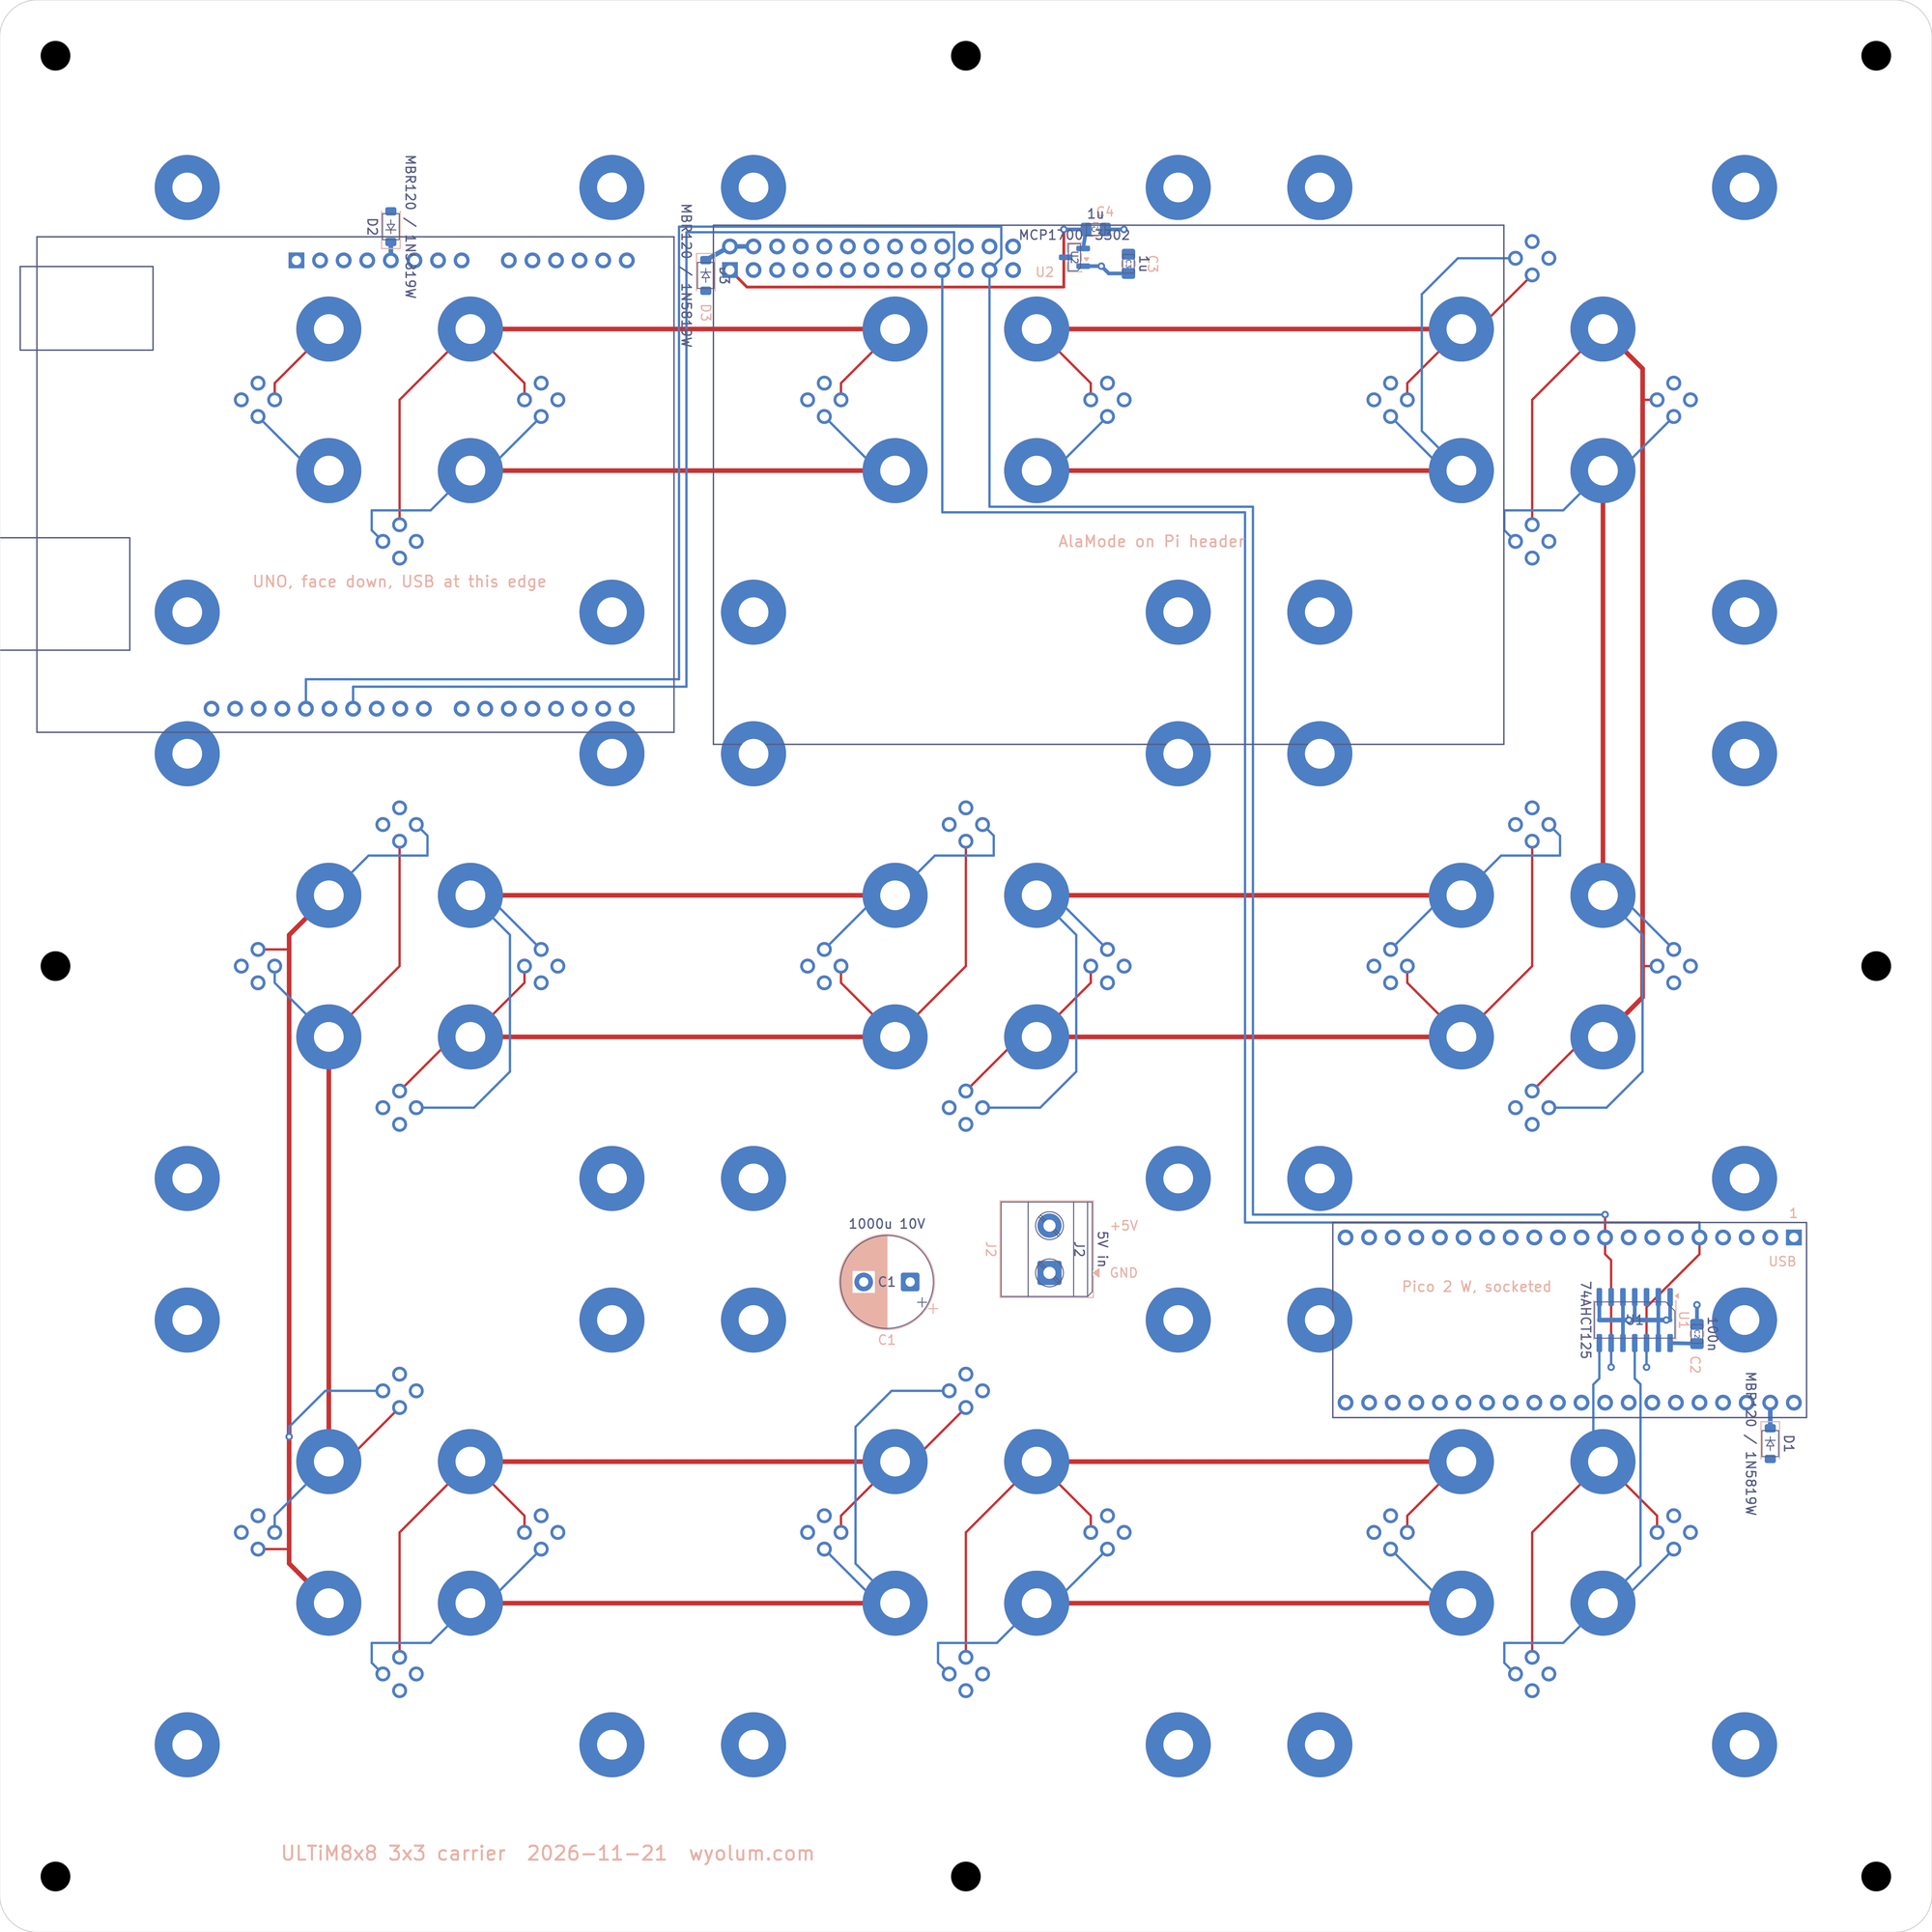 MBR120 / 1N5819W
D2
MBR120 / 1N5819W
D3
D3
C4
1u
MCP1700-3302
U2
U2
1u
C3
AlaMode on Pi header
UNO, face down, USB at this edge
1000u 10V
C1
+
+
C1
J2
J2
5V in
+5V
GND
1
USB
Pico 2 W, socketed
74AHCT125
U1
100n
C2
MBR120 / 1N5819W
D1
ULTiM8x8 3x3 carrier 2026-11-21 wyolum.com